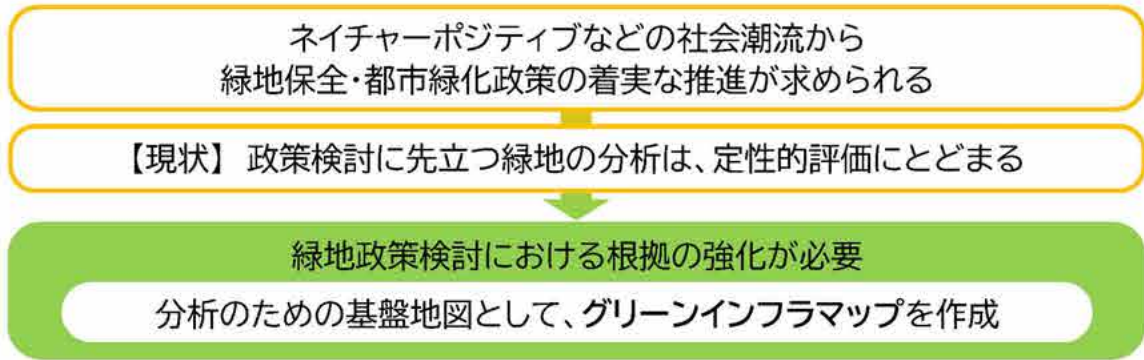 ネイチャーポジティブなどの社会潮流から
緑地保全・都市緑化政策の着実な推進が求められる
【現状】 政策検討に先立つ緑地の分析は、定性的評価にとどまる
緑地政策検討における根拠の強化が必要
分析のための基盤地図として、グリーンインフラマップを作成